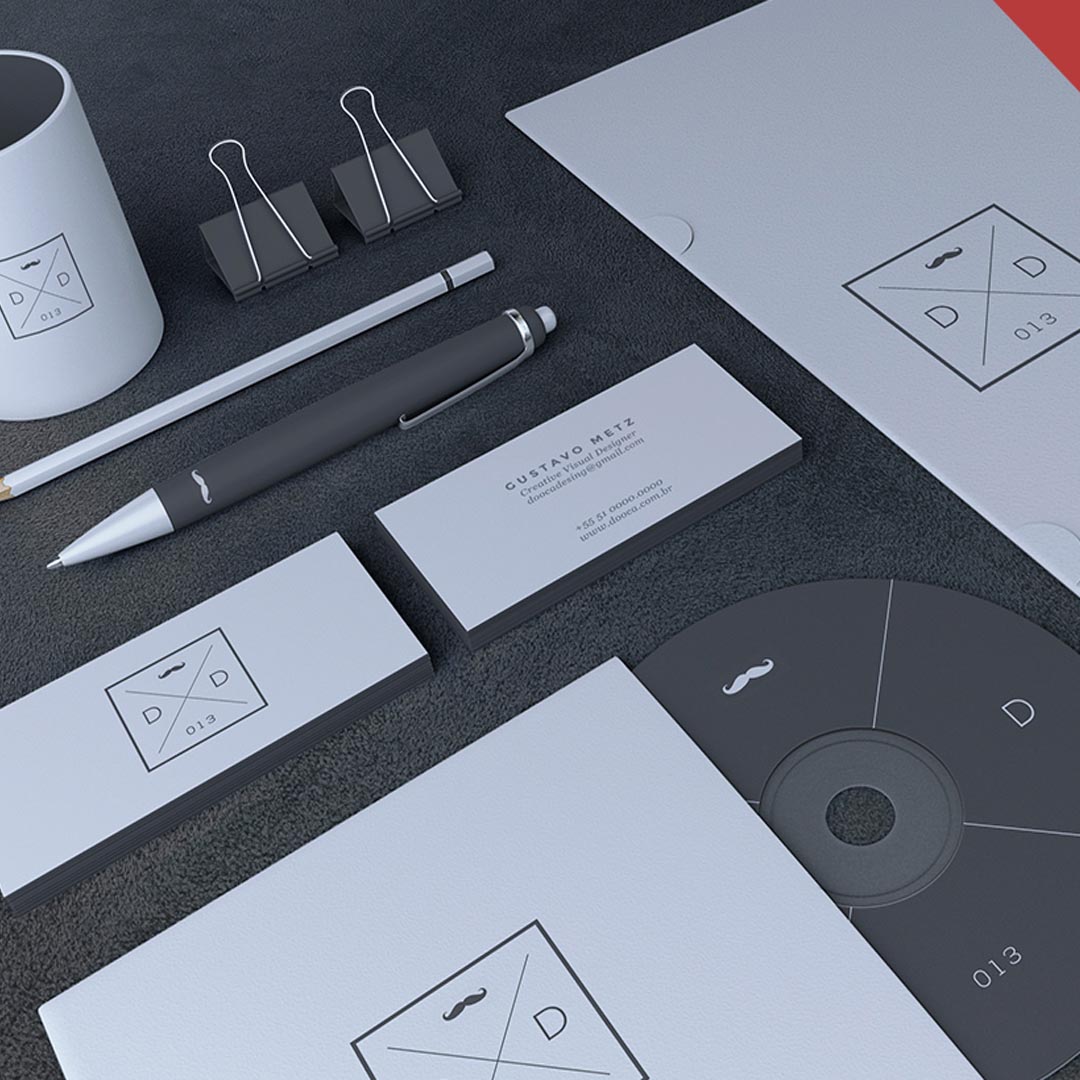 D D
013
D
D
013
GUSTAVO METZ
Creative Visual Designer
doocadesing@gmail.com
+55 51 0000.0000
www.dooca.com.br
D
D
013
D
013
D